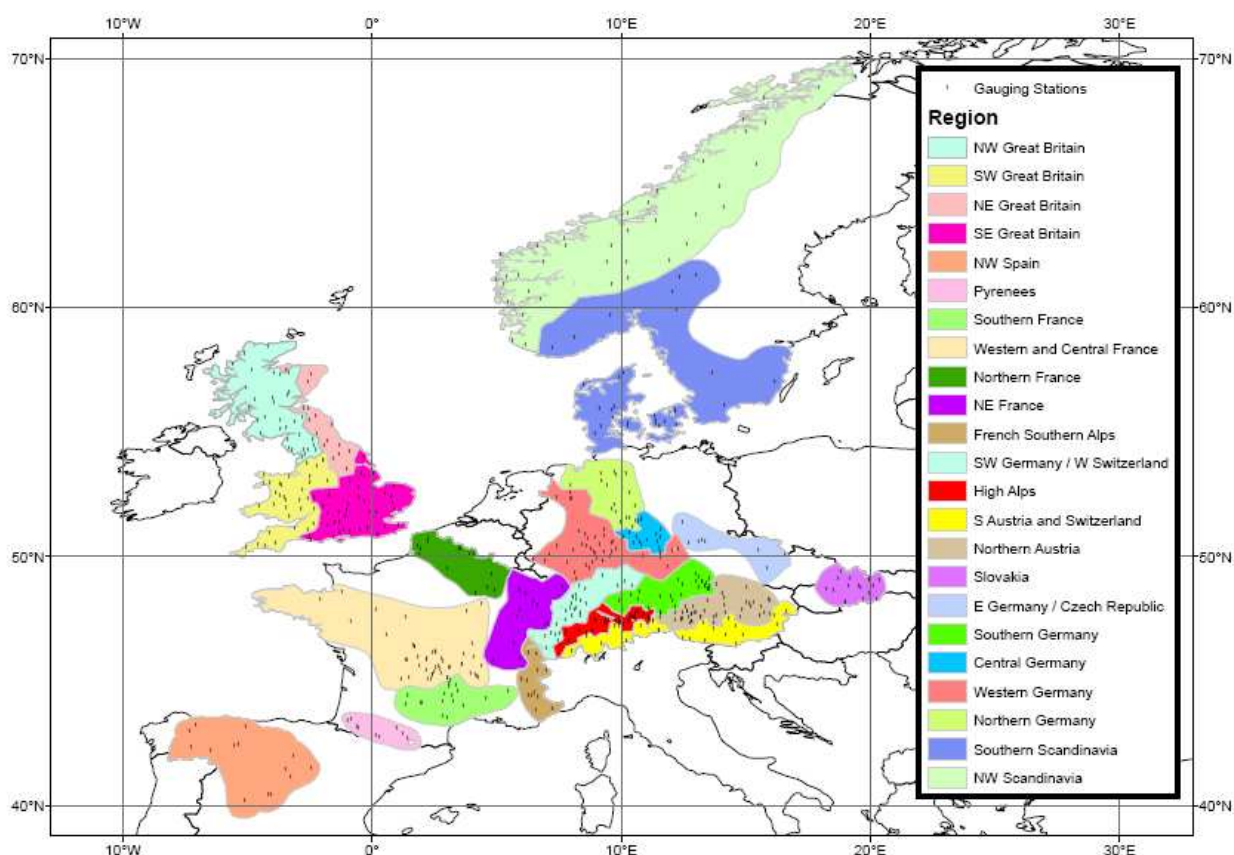 10°W 0° 10°E 20°E 30°E
70°N 70°N
Gauging Stations
Region
NW Great Britain
SW Great Britain
NE Great Britain
SE Great Britain
NW Spain
Pyrenees
Southern France
Western and Central France
Northern France
NE France
French Southern Alps
SW Germany / W Switzerland
High Alps
S Austria and Switzerland
Northern Austria
Slovakia
E Germany / Czech Republic
Southern Germany
Central Germany
Western Germany
Northern Germany
Southern Scandinavia
NW Scandinavia
60°N 60°N
50°N 50°N
40°N 40°N
10°W 0° 10°E 20°E 30°E